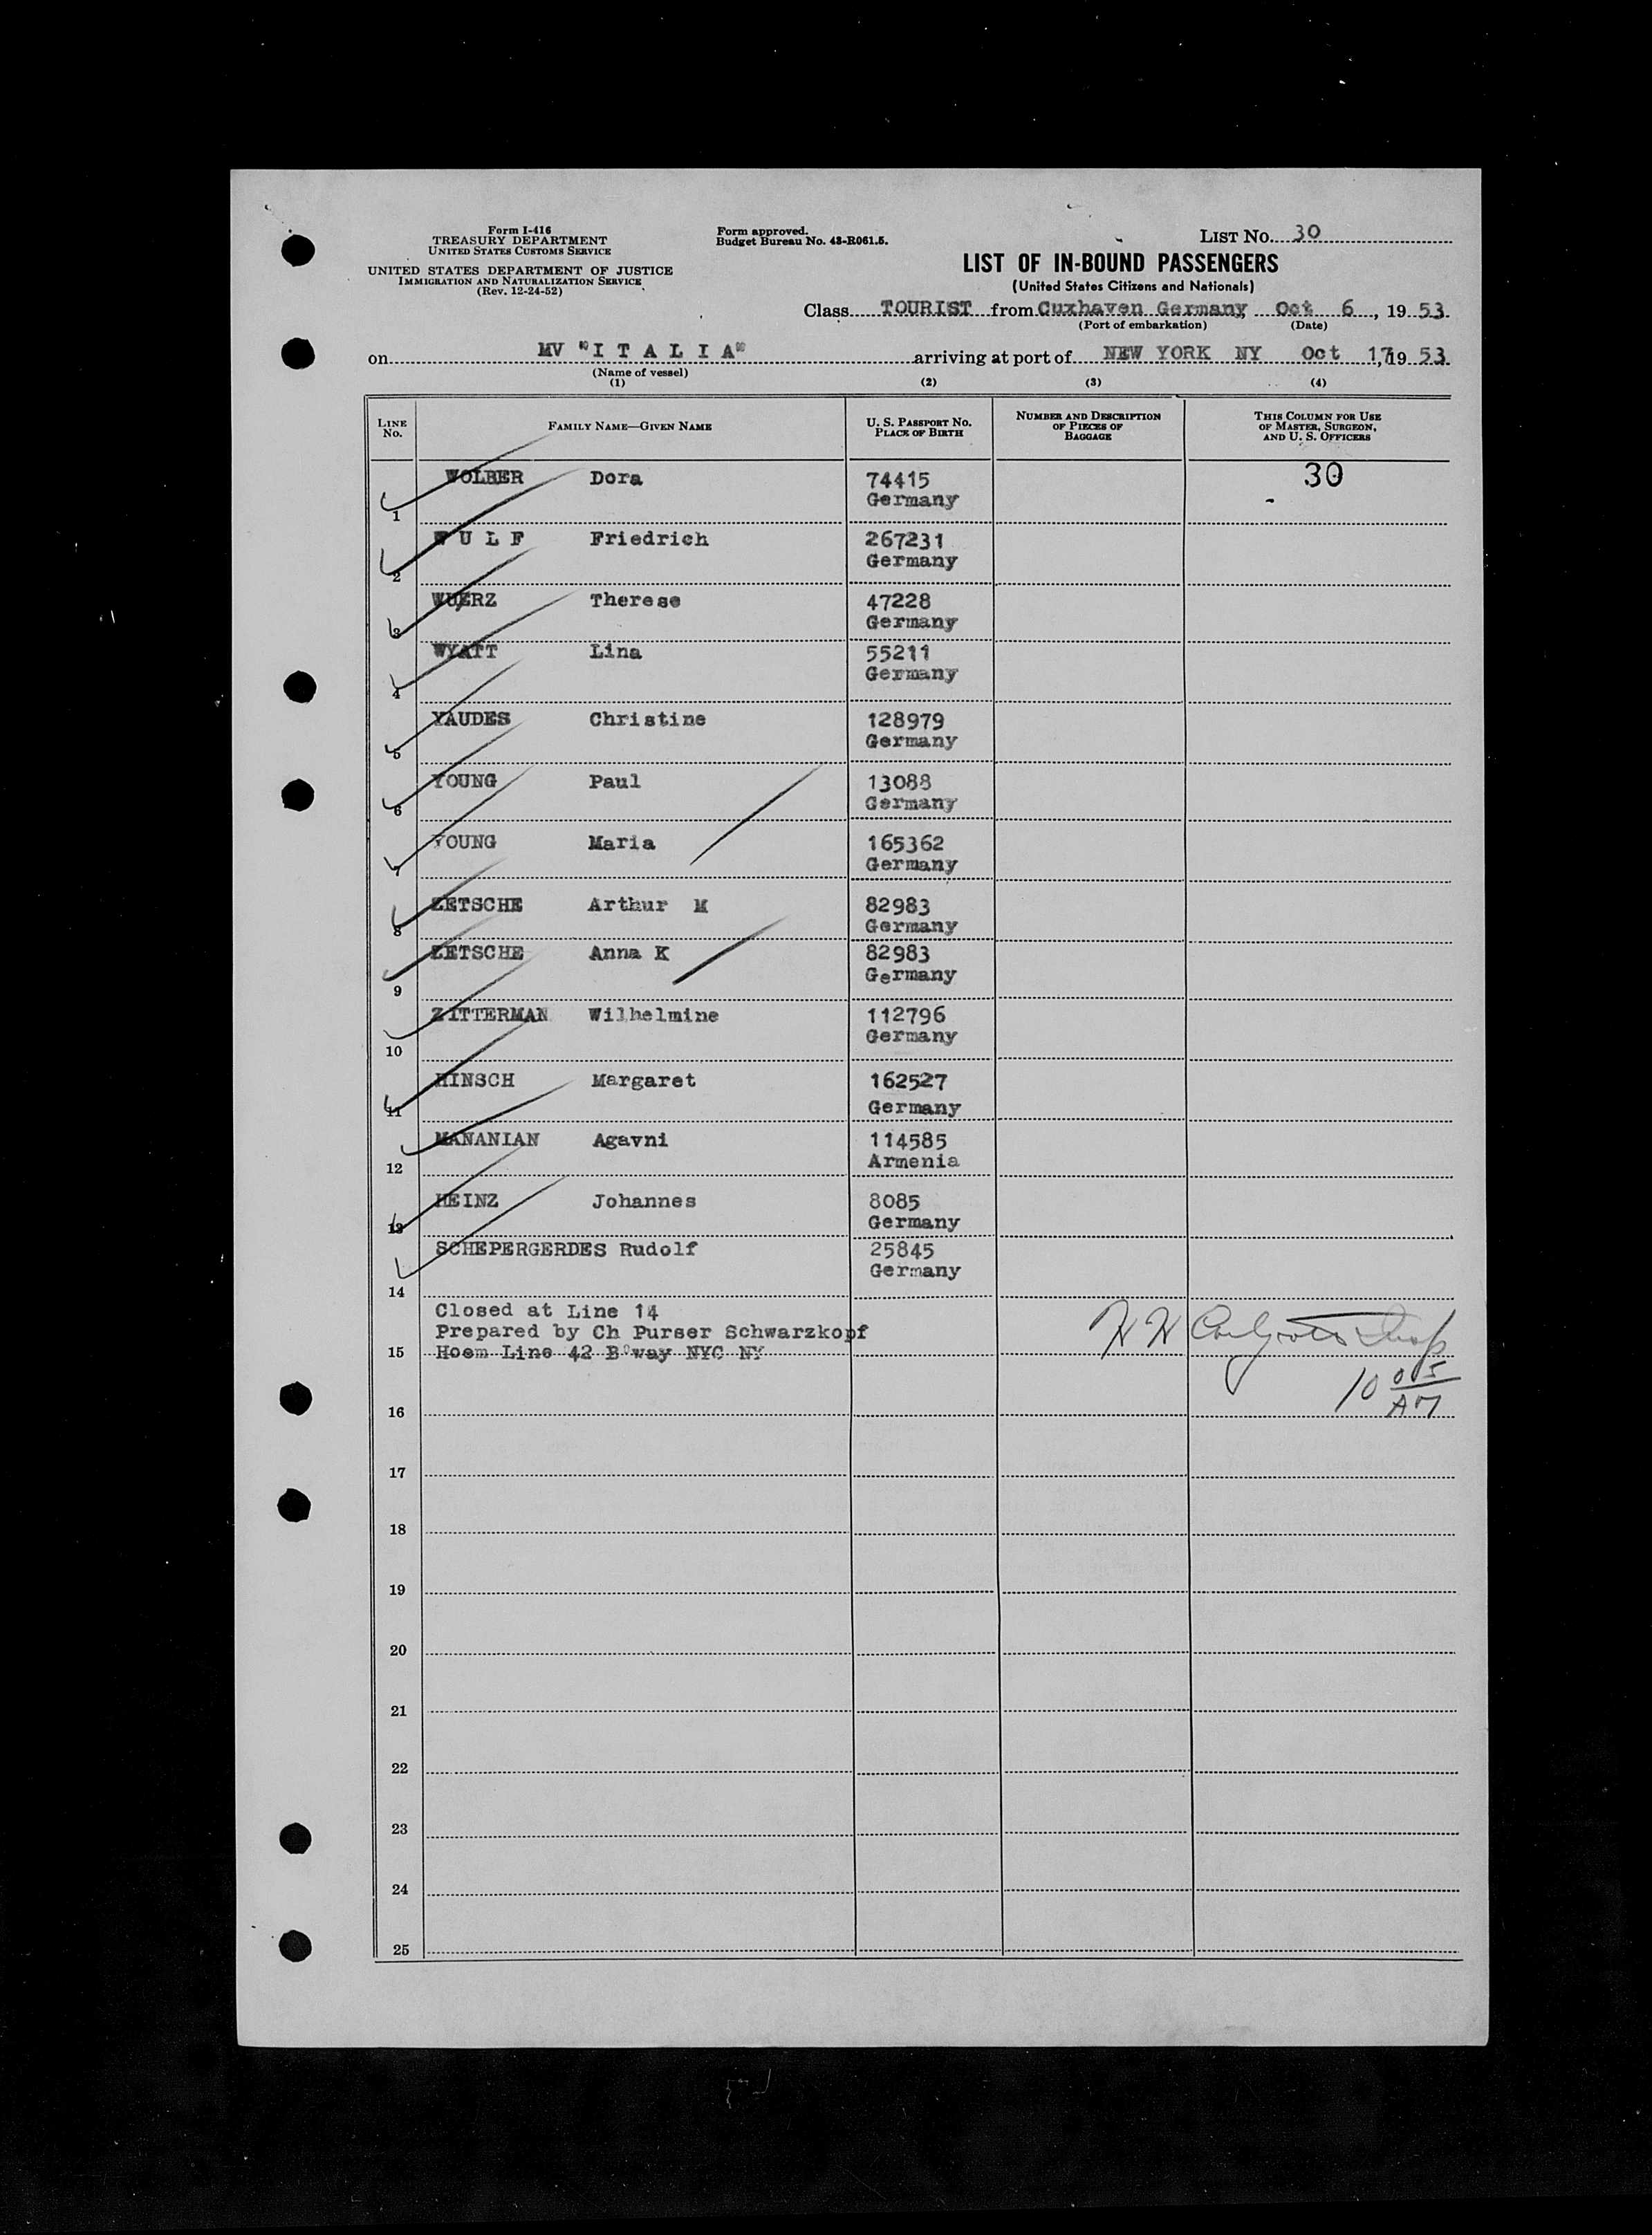 Form I-416
TREASURY DEPARTMENT
UNITED STATES CUSTOMS SERVICE
UNITED STATES DEPARTMENT OF JUSTICE
IMMIGRATION AND NATURALIZATION SERVICE
(Rev. 12-24-52)
Form approved.
Budget Bureau No. 43-R061.5.
LIST NO. 30
LIST OF IN-BOUND PASSENGERS
(United States Citizens and Nationals)
Class TOURIST from Cuxhaven Germany, Oct 6, 1953
(Port of embarkation) (Date)
on MV "I T A L I A" arriving at port of NEW YORK NY Oct 17, 1953
(Name of vessel)
(1) (2) (3) (4)
LINE NO. FAMILY NAME—GIVEN NAME U. S. PASSPORT NO. PLACE OF BIRTH NUMBER AND DESCRIPTION OF PIECES OF BAGGAGE THIS COLUMN FOR USE OF MASTER, SURGEON, AND U. S. OFFICERS
1 WOLBER Dora 74415 30
Germany
2 W U L F Friedrich 267231
Germany
3 WUERZ Therese 47228
Germany
4 WYATT Lina 55211
Germany
5 YAUDES Christine 128979
Germany
6 YOUNG Paul 13088
Germany
7 YOUNG Maria 165362
Germany
8 ZETSCHE Arthur M 82983
Germany
9 ZETSCHE Anna K 82983
Germany
10 ZITTERMAN Wilhelmine 112796
Germany
11 HINSCH Margaret 162527
Germany
12 MANANIAN Agavni 114585
Armenia
13 HEINZ Johannes 8085
Germany
14 SCHEPERGERDES Rudolf 25845
Germany
Closed at Line 14
Prepared by Ch Purser Schwarzkopf
15 Hoem Line 42 B'way NYC NY
10 05 AM
16
17
18
19
20
21
22
23
24
25